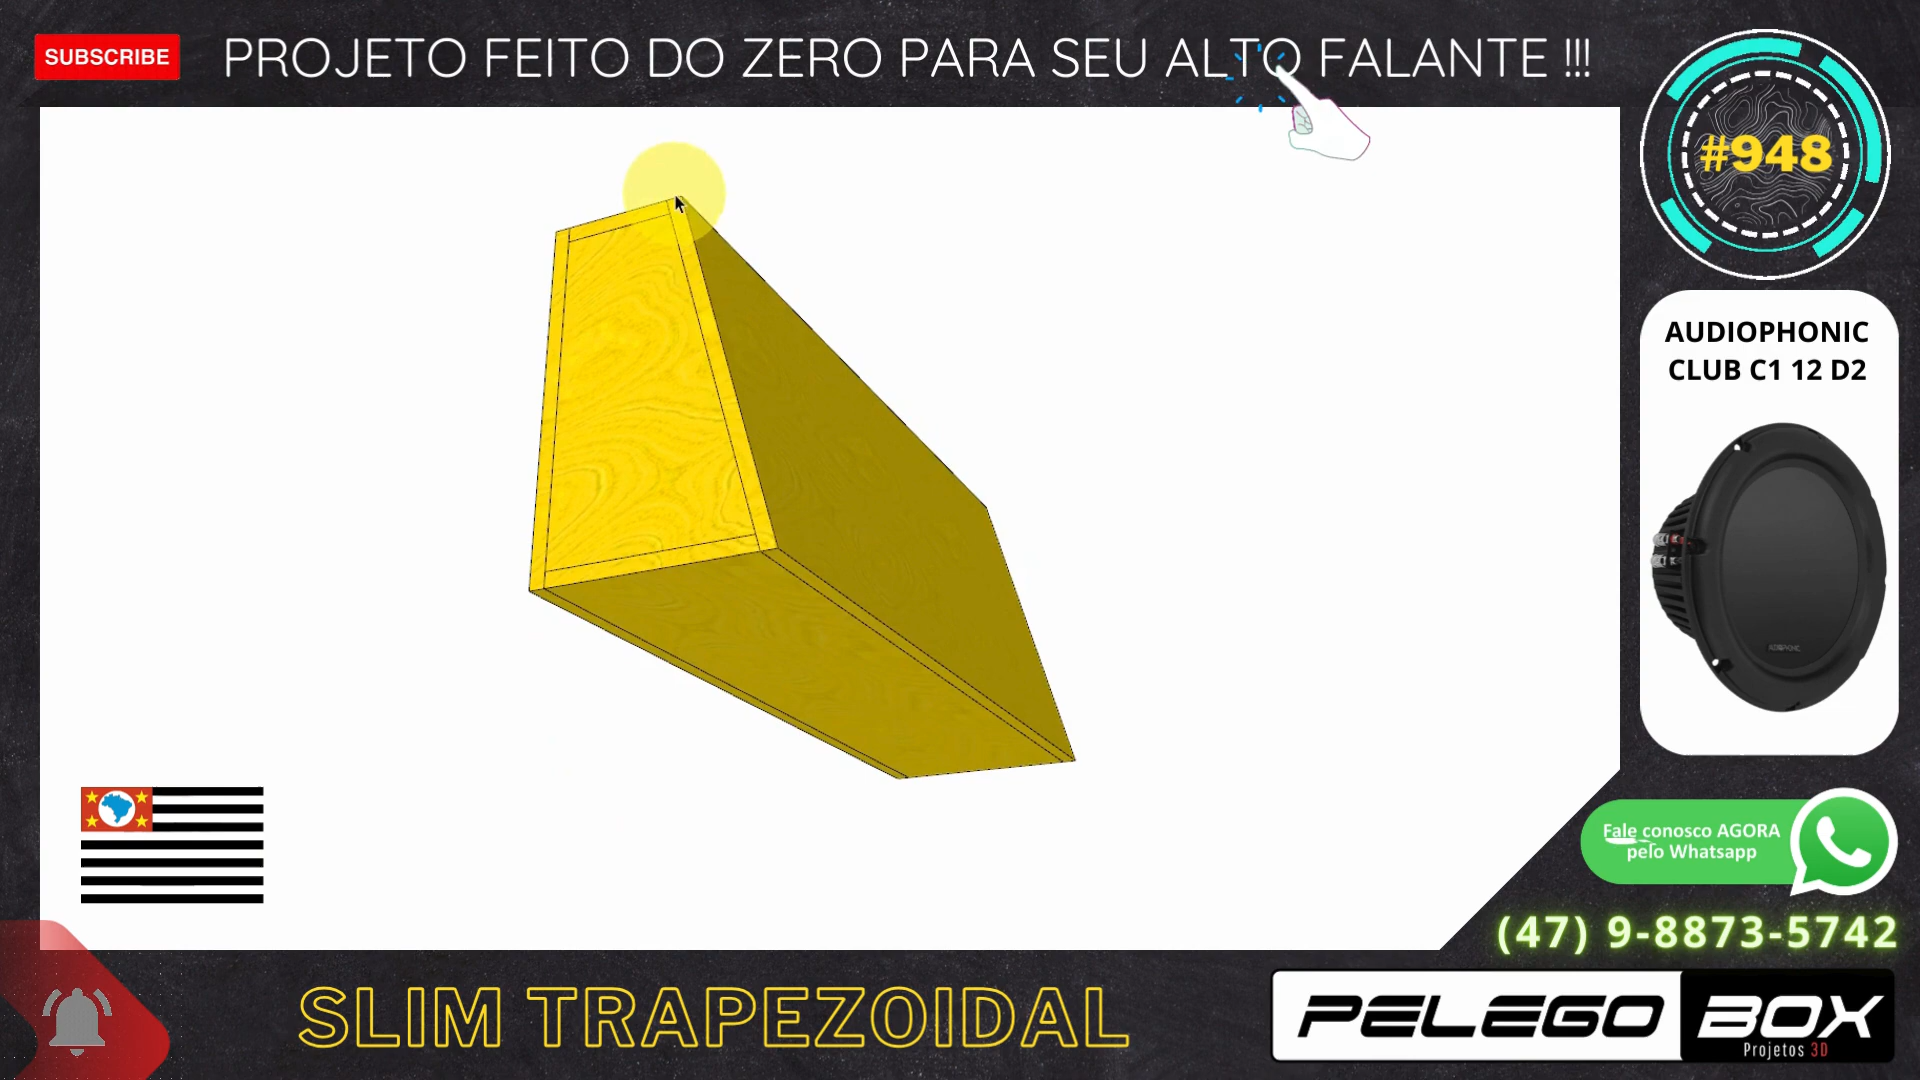 SUBSCRIBE
PROJETO FEITO DO ZERO PARA SEU ALTO FALANTE !!!
#948
AUDIOPHONIC
CLUB C1 12 D2
AUDIOPHONIC
Fale conosco AGORA
pelo Whatsapp
(47) 9-8873-5742
SLIM TRAPEZOIDAL
PELEGO BOX
Projetos 3D